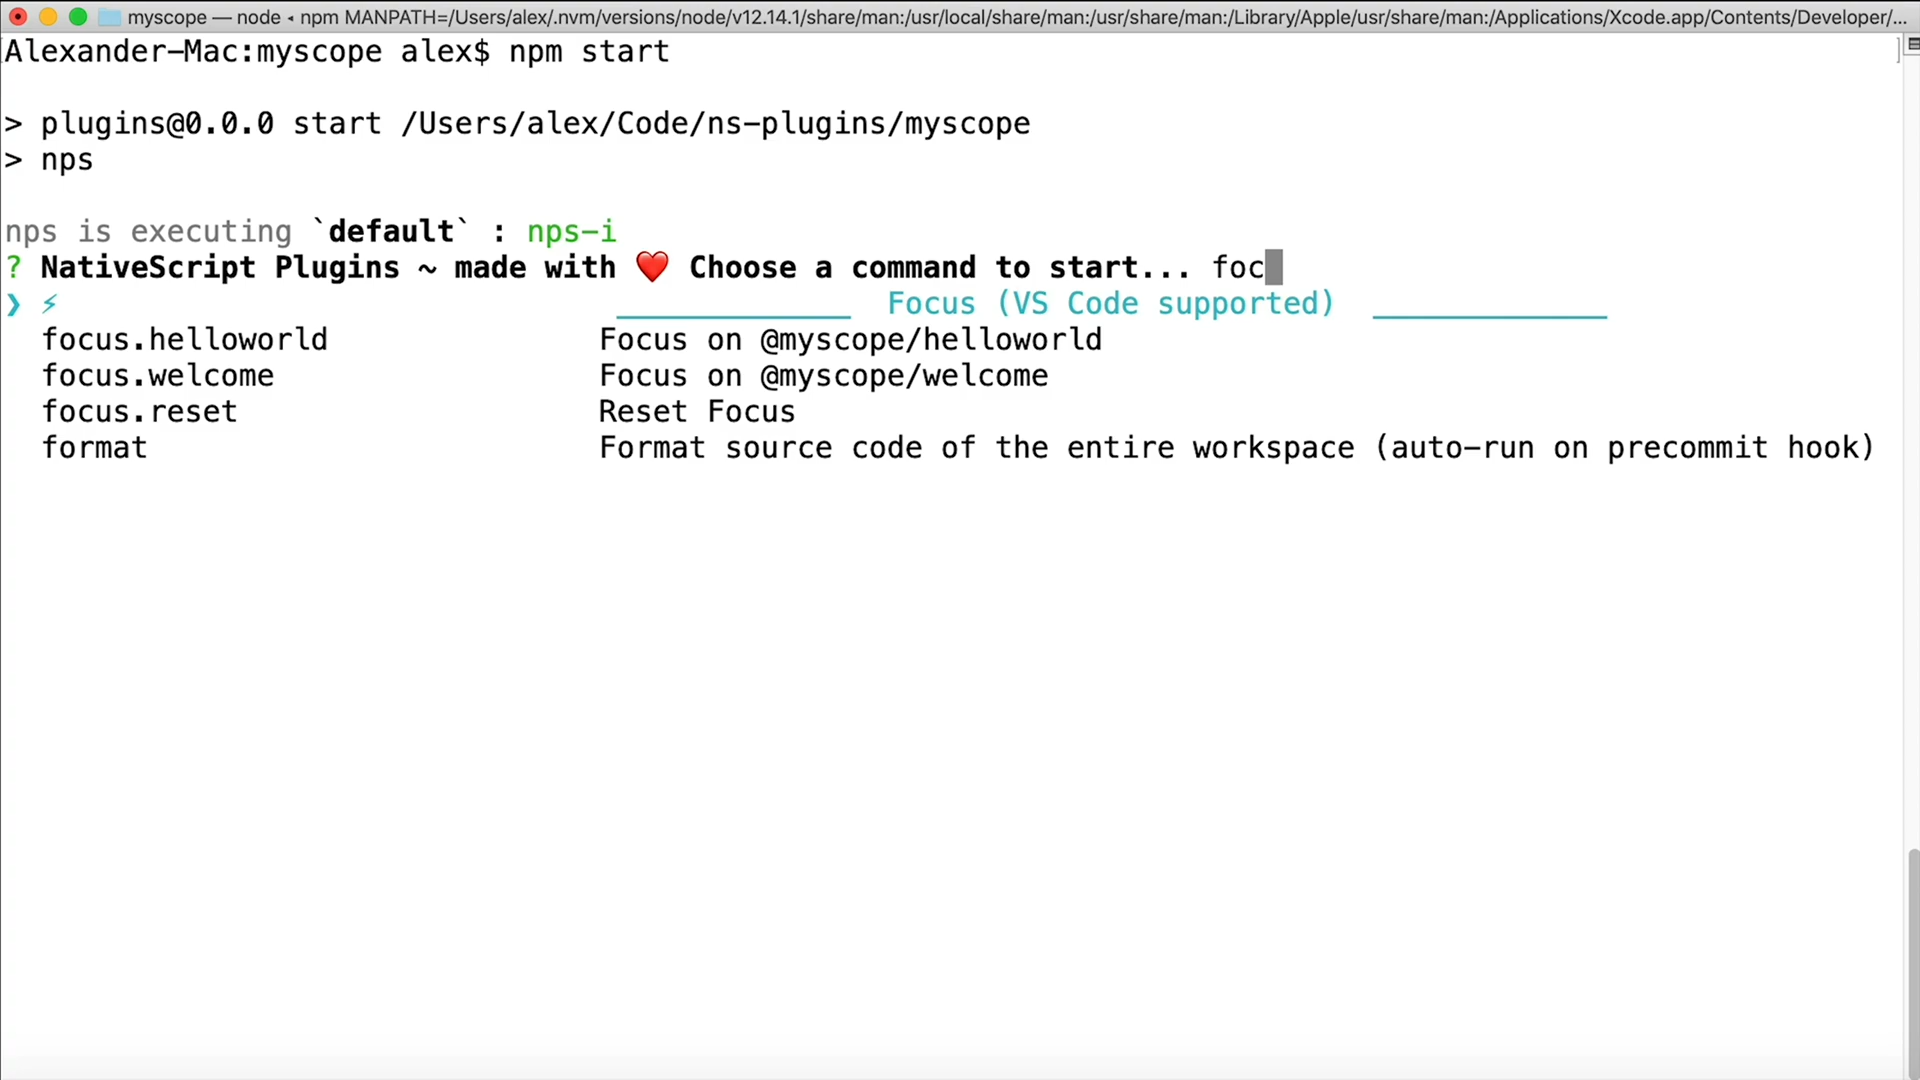 myscope — node ◂ npm MANPATH=/Users/alex/.nvm/versions/node/v12.14.1/share/man:/usr/local/share/man:/usr/share/man:/Library/Apple/usr/share/man:/Applications/Xcode.app/Contents/Developer/...
Alexander-Mac:myscope alex$ npm start
> plugins@0.0.0 start /Users/alex/Code/ns-plugins/myscope
> nps
nps is executing `default` : nps-i
? NativeScript Plugins ~ made with ❤️ Choose a command to start... foc
❯ ⚡ _____________ Focus (VS Code supported) _____________
focus.helloworld Focus on @myscope/helloworld
focus.welcome Focus on @myscope/welcome
focus.reset Reset Focus
format Format source code of the entire workspace (auto-run on precommit hook)